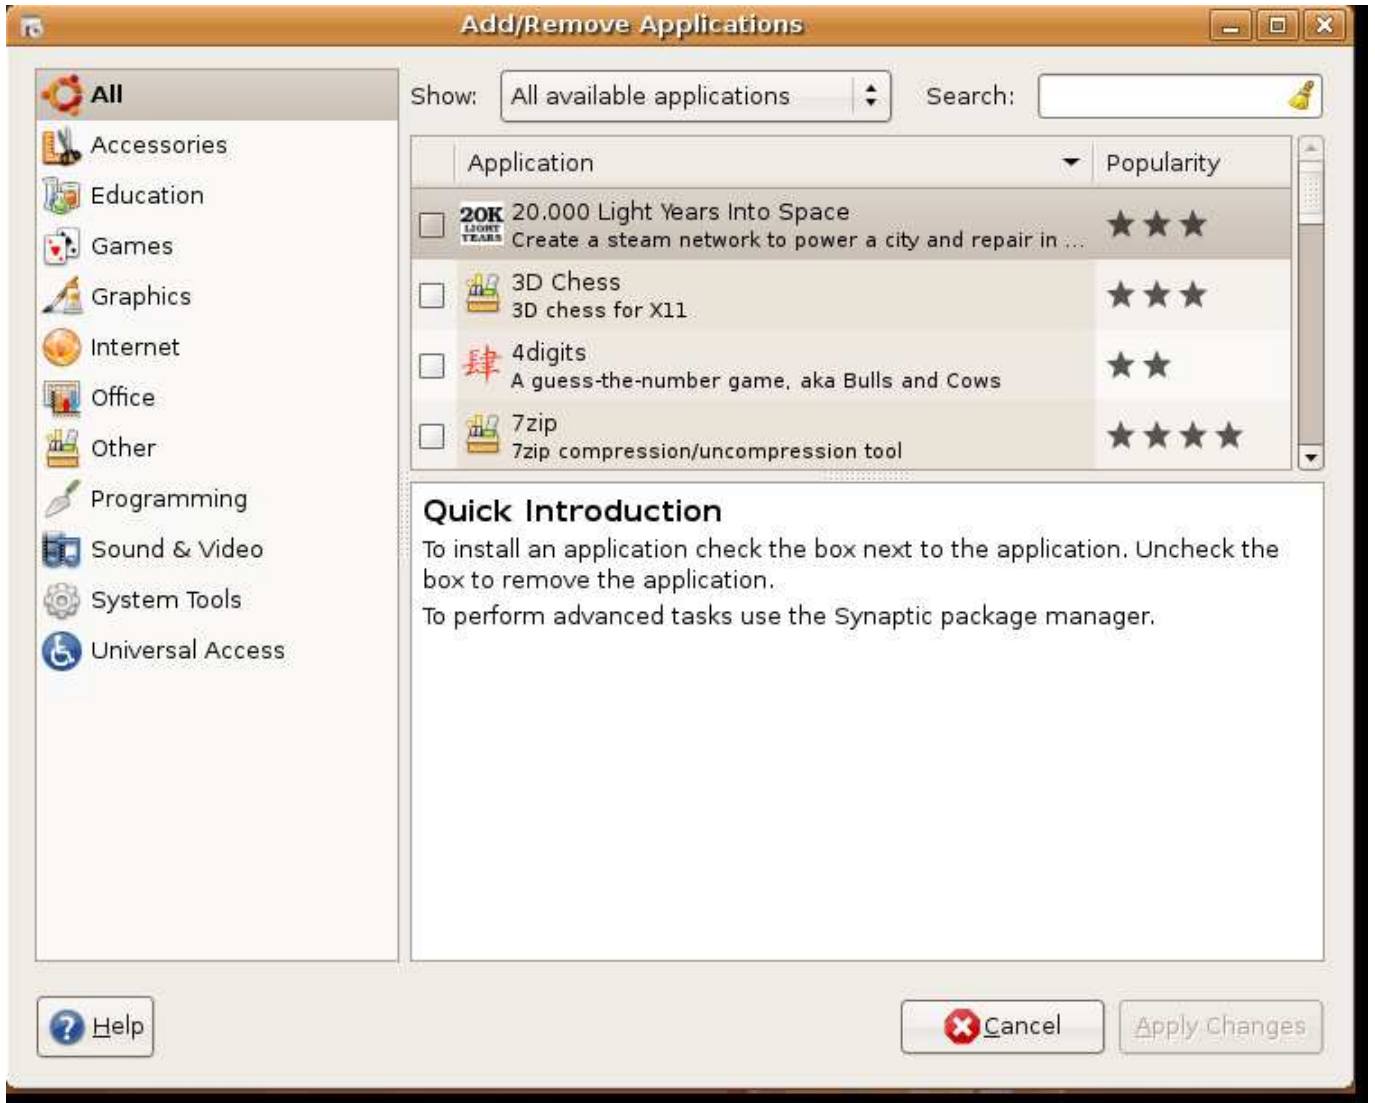 Add/Remove Applications
All
Accessories
Education
Games
Graphics
Internet
Office
Other
Programming
Sound & Video
System Tools
Universal Access
Show: All available applications Search:
Application Popularity
20K LIGHT YEARS
20.000 Light Years Into Space
Create a steam network to power a city and repair in ...
3D Chess
3D chess for X11
肆
4digits
A guess-the-number game, aka Bulls and Cows
7zip
7zip compression/uncompression tool
Quick Introduction
To install an application check the box next to the application. Uncheck the
box to remove the application.
To perform advanced tasks use the Synaptic package manager.
Help Cancel Apply Changes